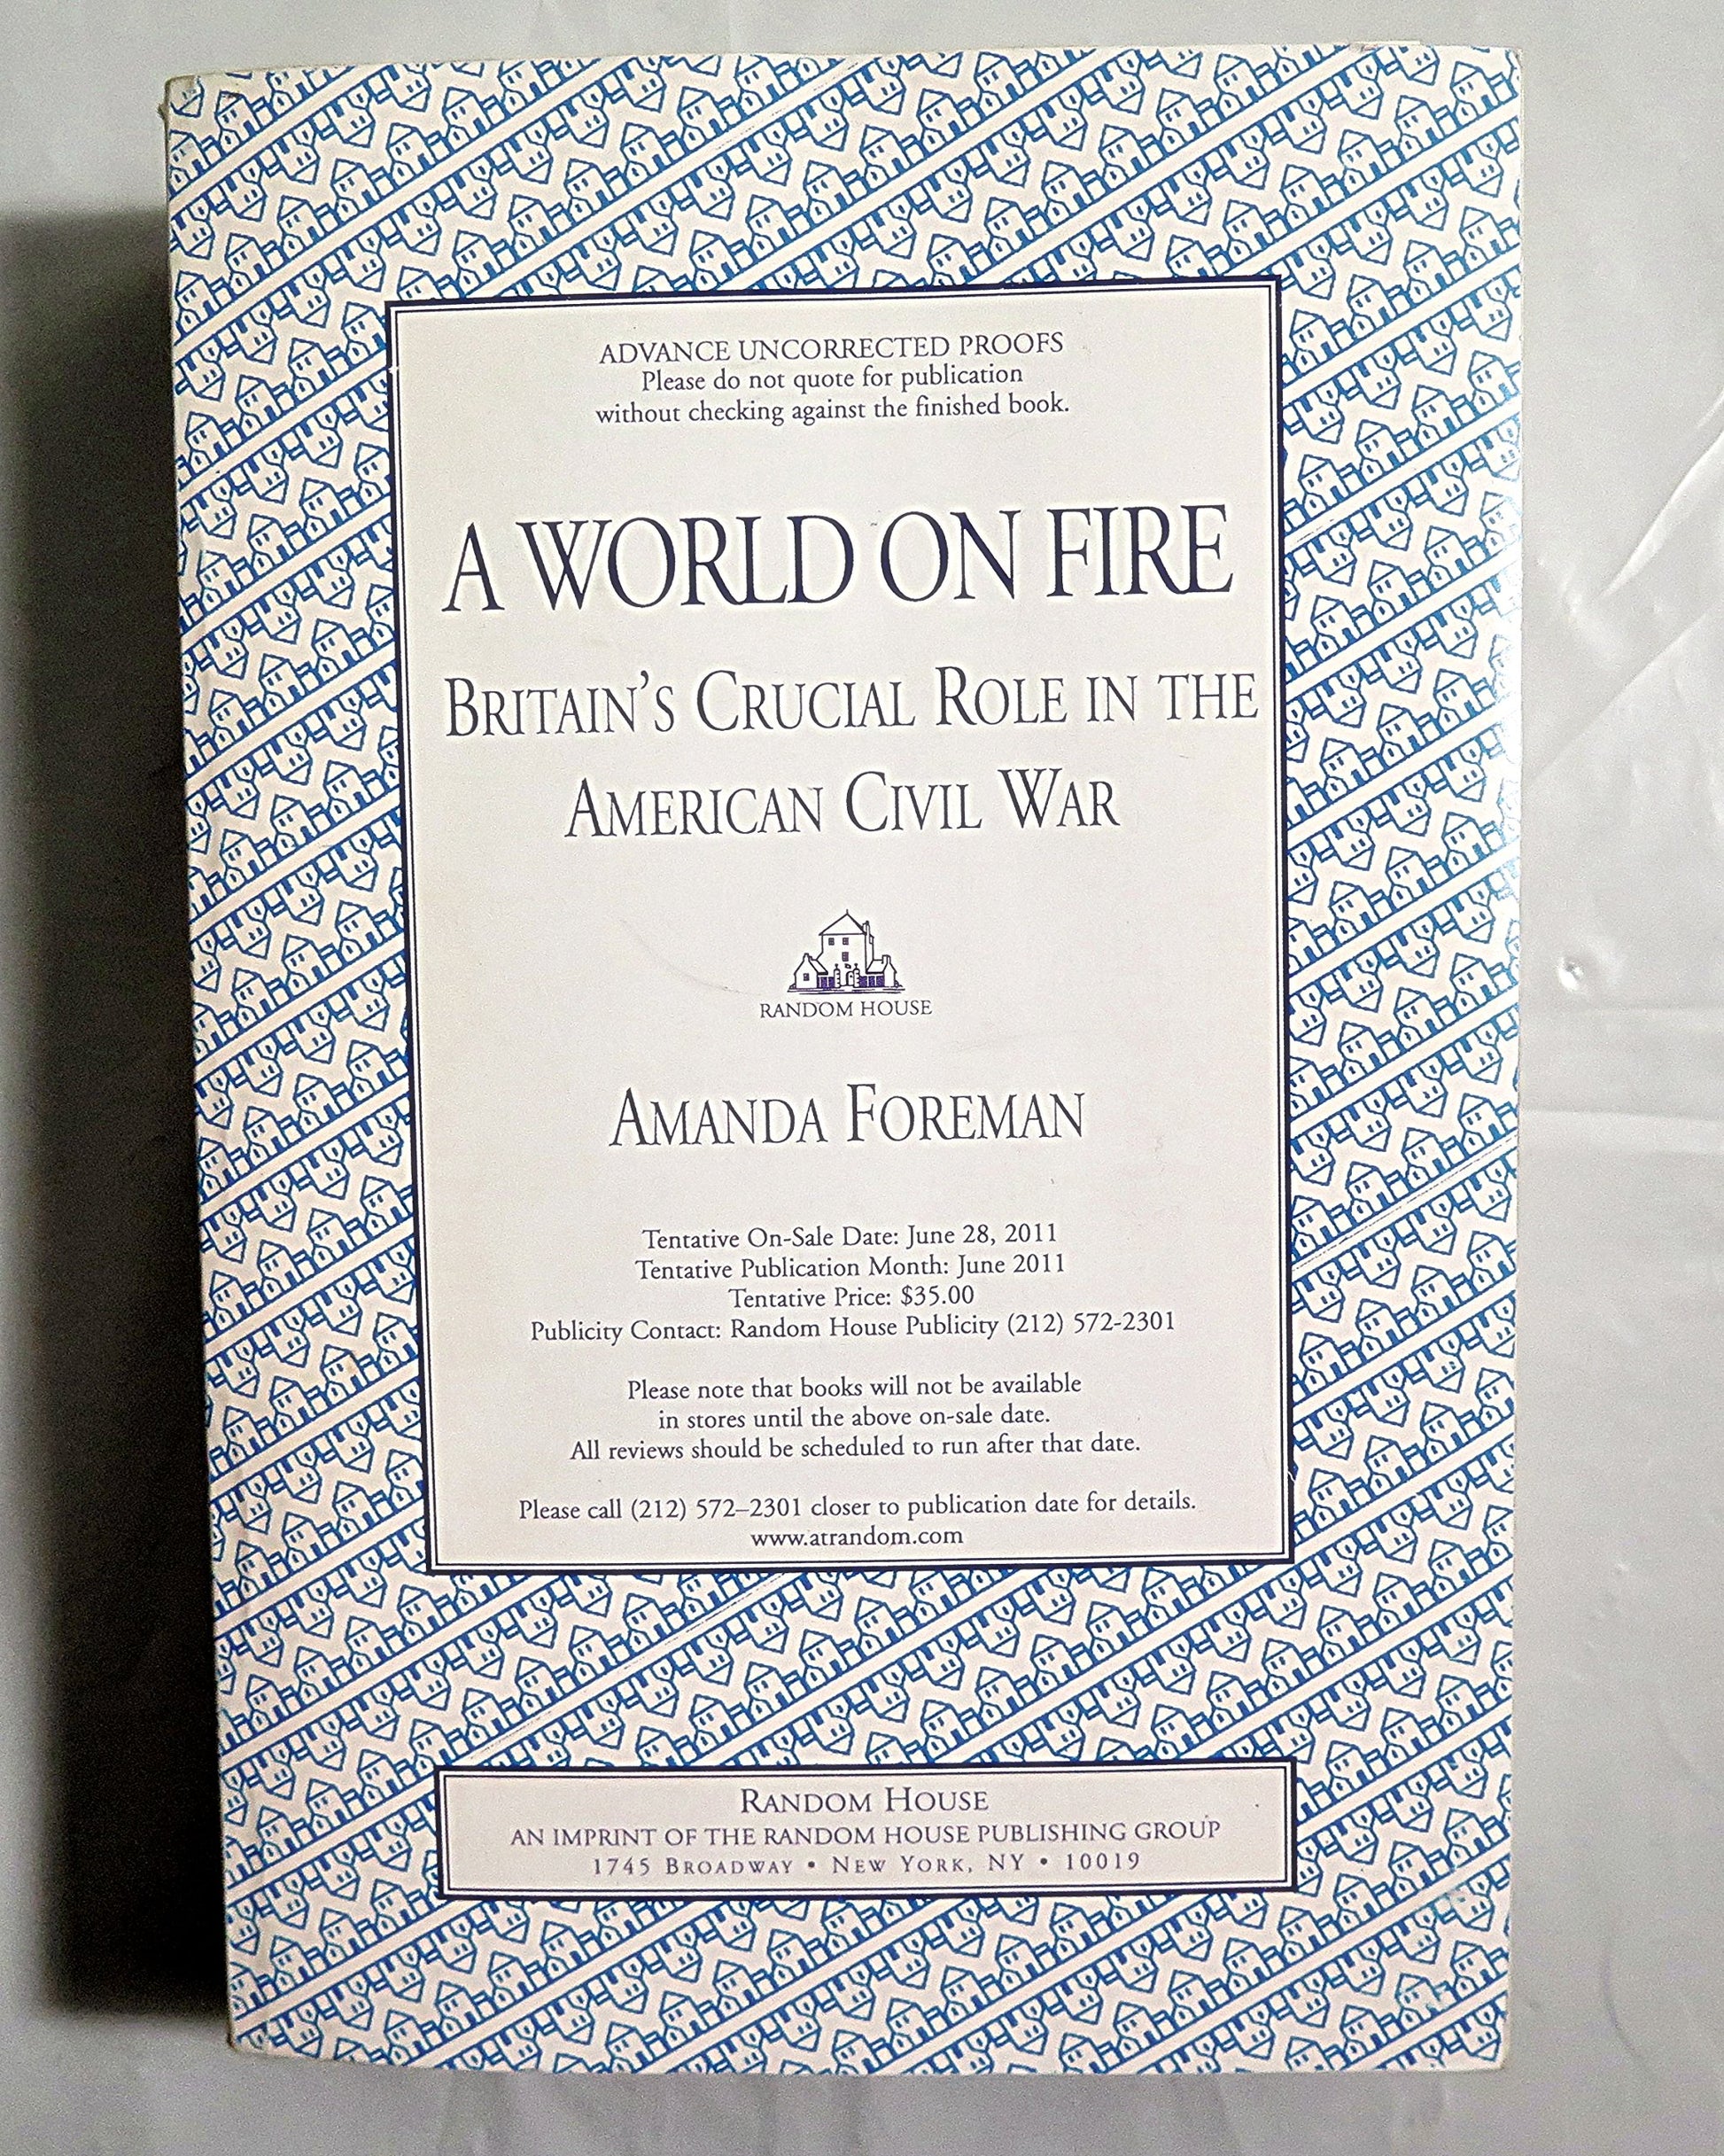 ADVANCE UNCORRECTED PROOFS
Please do not quote for publication
without checking against the finished book.
A WORLD ON FIRE
BRITAIN'S CRUCIAL ROLE IN THE
AMERICAN CIVIL WAR
RANDOM HOUSE
AMANDA FOREMAN
Tentative On-Sale Date: June 28, 2011
Tentative Publication Month: June 2011
Tentative Price: $35.00
Publicity Contact: Random House Publicity (212) 572-2301
Please note that books will not be available
in stores until the above on-sale date.
All reviews should be scheduled to run after that date.
Please call (212) 572–2301 closer to publication date for details.
www.atrandom.com
RANDOM HOUSE
AN IMPRINT OF THE RANDOM HOUSE PUBLISHING GROUP
1745 BROADWAY • NEW YORK, NY • 10019